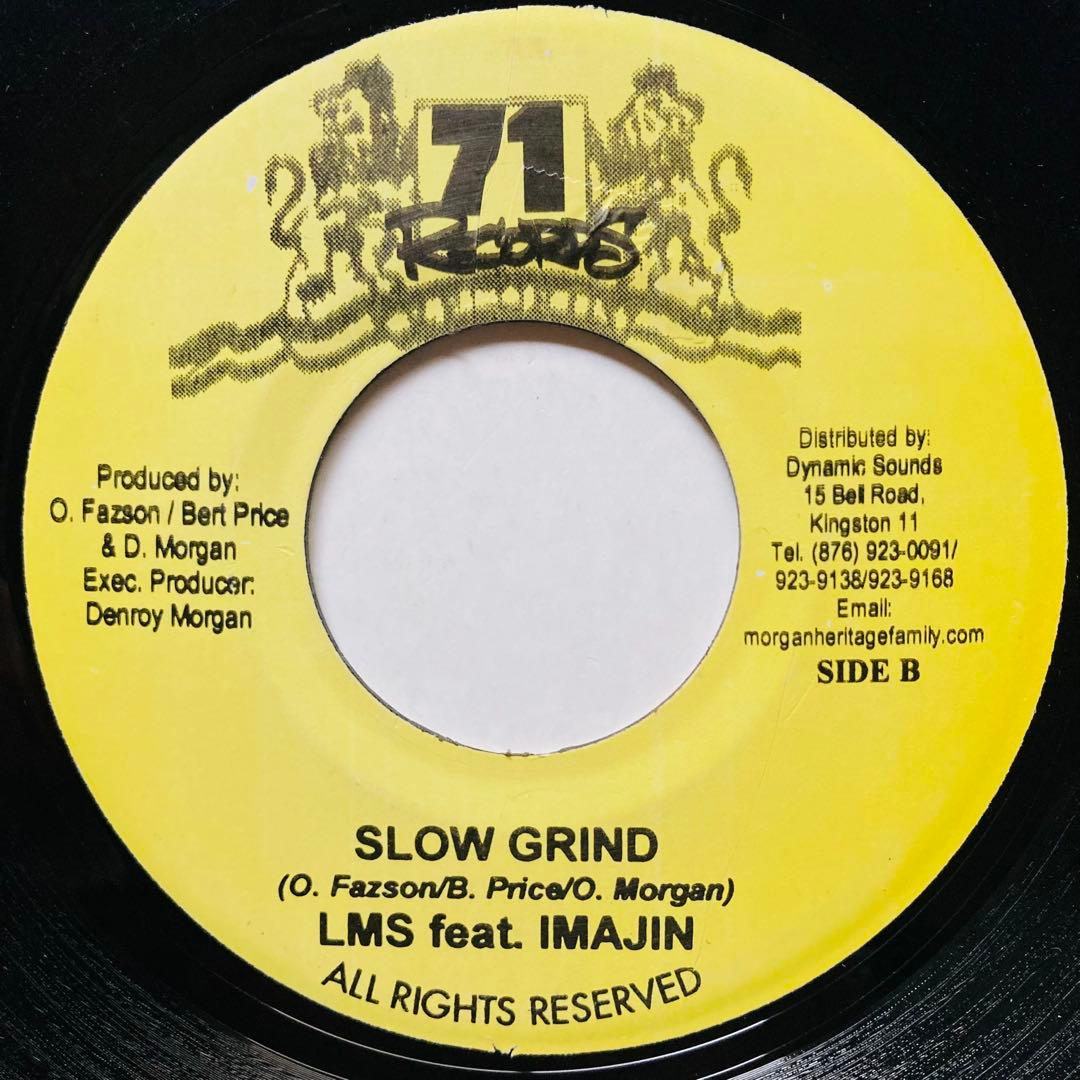 71
RECORDS
Produced by:
O. Fazson / Bert Price
& D. Morgan
Exec. Producer:
Denroy Morgan
Distributed by:
Dynamic Sounds
15 Bell Road,
Kingston 11
Tel. (876) 923-0091/
923-9138/923-9168
Email:
morganheritagefamily.com
SIDE B
SLOW GRIND
(O. Fazson/B. Price/O. Morgan)
LMS feat. IMAJIN
ALL RIGHTS RESERVED